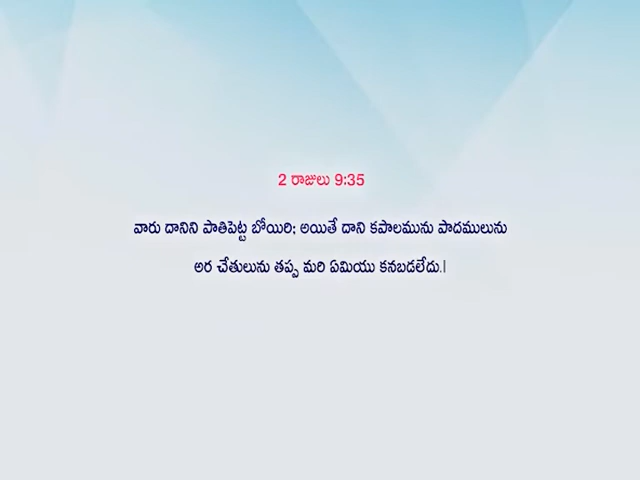 2 రాజులు 9:35
వారు దానిని పాతిపెట్ట బోయిరి; అయితే దాని కపాలమును పాదములును
అర చేతులును తప్ప మరి ఏమియు కనబడలేదు.|